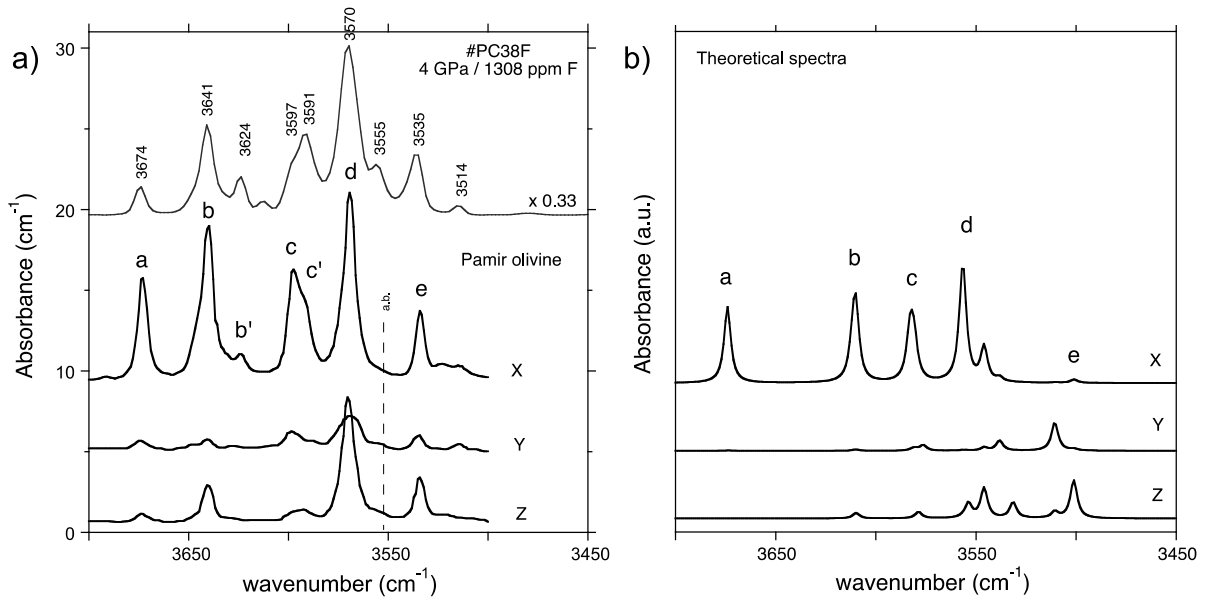 a)
#PC38F
4 GPa / 1308 ppm F
3674
3641
3624
3597
3591
3570
3555
3535
3514
x 0.33
Pamir olivine
a
b
b'
c
c'
d
e
a.b.
X
Y
Z
30
20
10
0
Absorbance (cm-1)
3650
3550
3450
wavenumber (cm-1)
b)
Theoretical spectra
a
b
c
d
e
X
Y
Z
Absorbance (a.u.)
3650
3550
3450
wavenumber (cm-1)